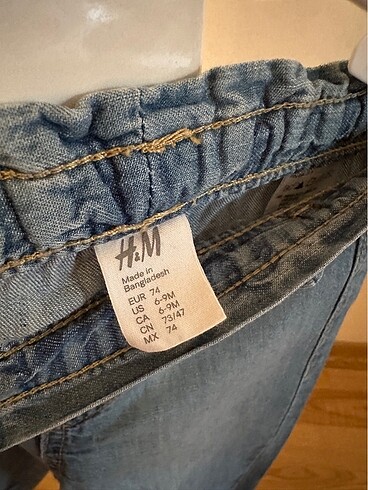 H&M
Made in
Bangladesh
EUR 74
US 6-9M
CA 6-9M
CN 73/47
MX 74